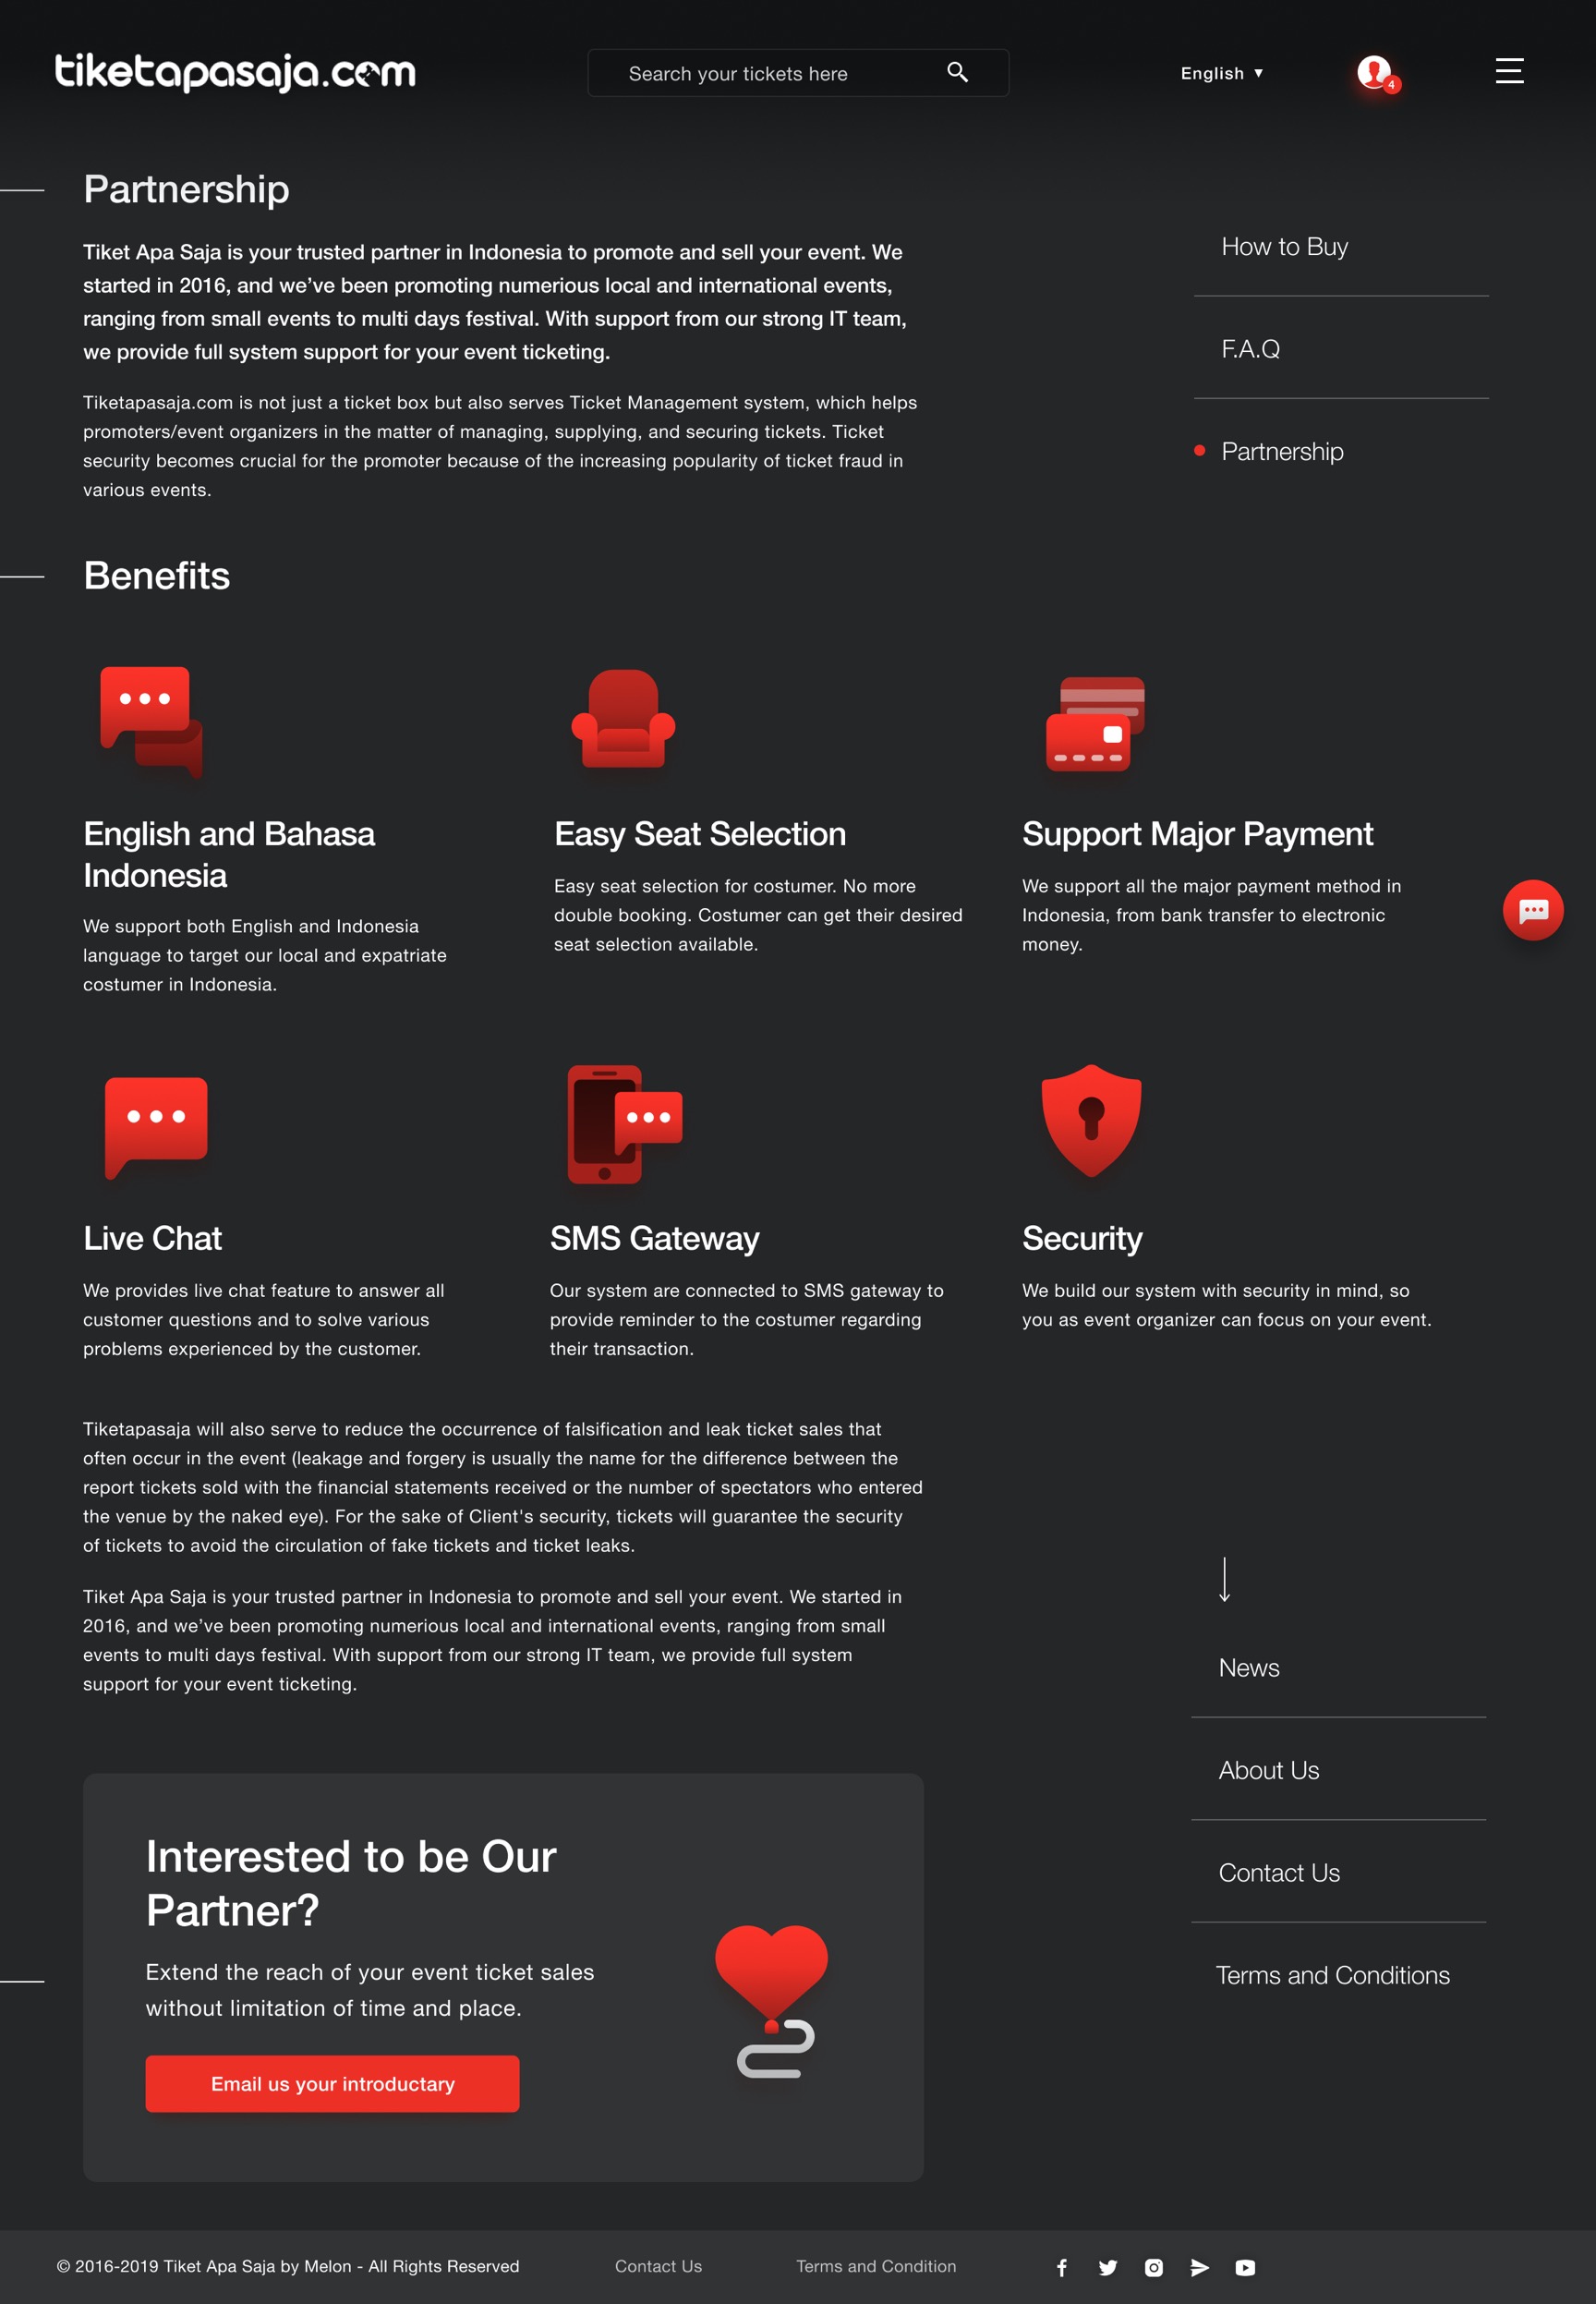 tiketapasaja.com
Search your tickets here
English
4
Partnership
Tiket Apa Saja is your trusted partner in Indonesia to promote and sell your event. We
started in 2016, and we’ve been promoting numerious local and international events,
ranging from small events to multi days festival. With support from our strong IT team,
we provide full system support for your event ticketing.
Tiketapasaja.com is not just a ticket box but also serves Ticket Management system, which helps
promoters/event organizers in the matter of managing, supplying, and securing tickets. Ticket
security becomes crucial for the promoter because of the increasing popularity of ticket fraud in
various events.
How to Buy
F.A.Q
Partnership
Benefits
English and Bahasa
Indonesia
We support both English and Indonesia
language to target our local and expatriate
costumer in Indonesia.
Easy Seat Selection
Easy seat selection for costumer. No more
double booking. Costumer can get their desired
seat selection available.
Support Major Payment
We support all the major payment method in
Indonesia, from bank transfer to electronic
money.
Live Chat
We provides live chat feature to answer all
customer questions and to solve various
problems experienced by the customer.
SMS Gateway
Our system are connected to SMS gateway to
provide reminder to the costumer regarding
their transaction.
Security
We build our system with security in mind, so
you as event organizer can focus on your event.
Tiketapasaja will also serve to reduce the occurrence of falsification and leak ticket sales that
often occur in the event (leakage and forgery is usually the name for the difference between the
report tickets sold with the financial statements received or the number of spectators who entered
the venue by the naked eye). For the sake of Client's security, tickets will guarantee the security
of tickets to avoid the circulation of fake tickets and ticket leaks.
Tiket Apa Saja is your trusted partner in Indonesia to promote and sell your event. We started in
2016, and we’ve been promoting numerious local and international events, ranging from small
events to multi days festival. With support from our strong IT team, we provide full system
support for your event ticketing.
News
About Us
Contact Us
Terms and Conditions
Interested to be Our
Partner?
Extend the reach of your event ticket sales
without limitation of time and place.
Email us your introductary
© 2016-2019 Tiket Apa Saja by Melon - All Rights Reserved
Contact Us
Terms and Condition